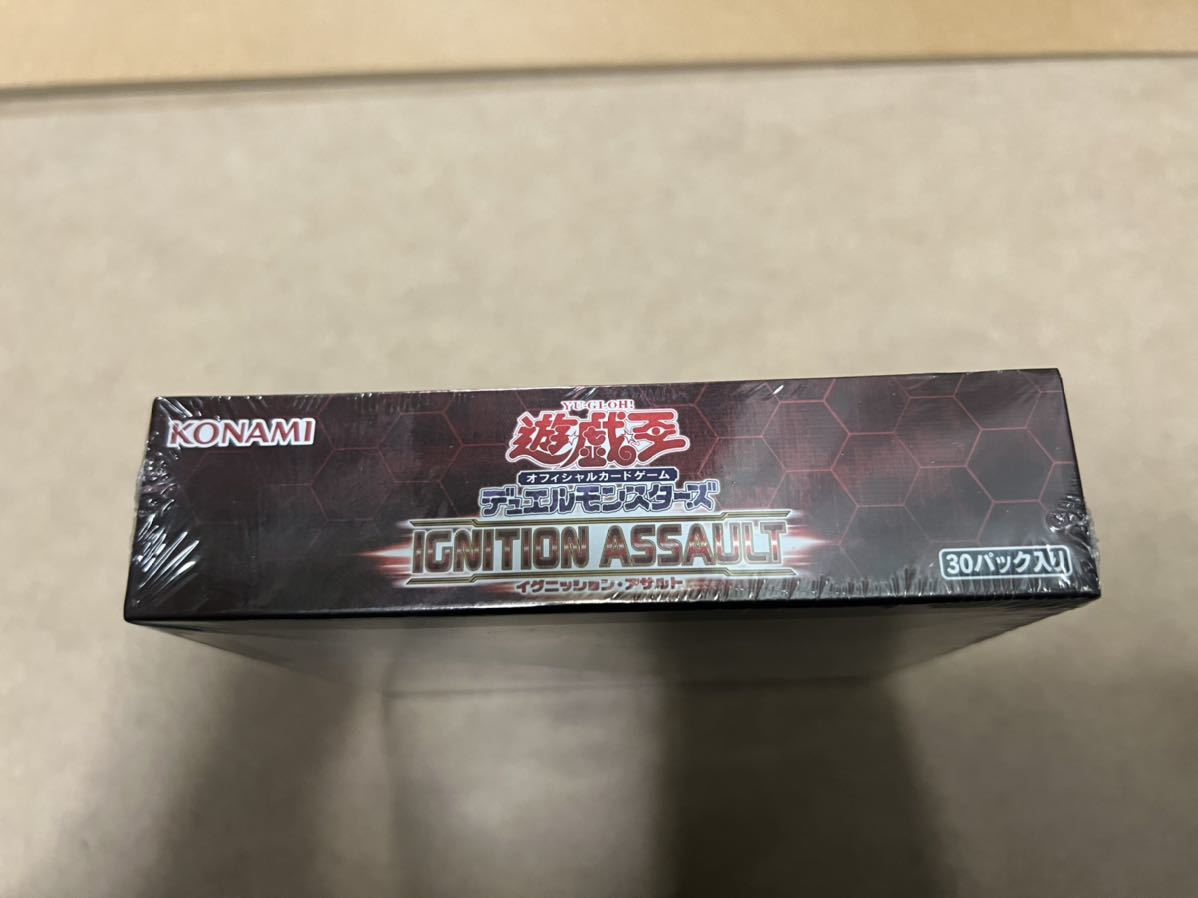 KONAMI
YU-GI-OH!
遊戯王
オフィシャルカードゲーム
デュエルモンスターズ
IGNITION ASSAULT
イグニッション・アサルト
30パック入り